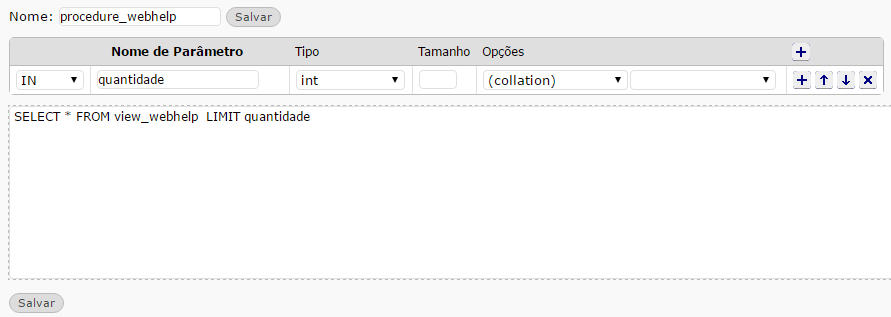 Nome: procedure_webhelp Salvar
Nome de Parâmetro Tipo Tamanho Opções
IN quantidade int (collation)
SELECT * FROM view_webhelp  LIMIT quantidade
Salvar